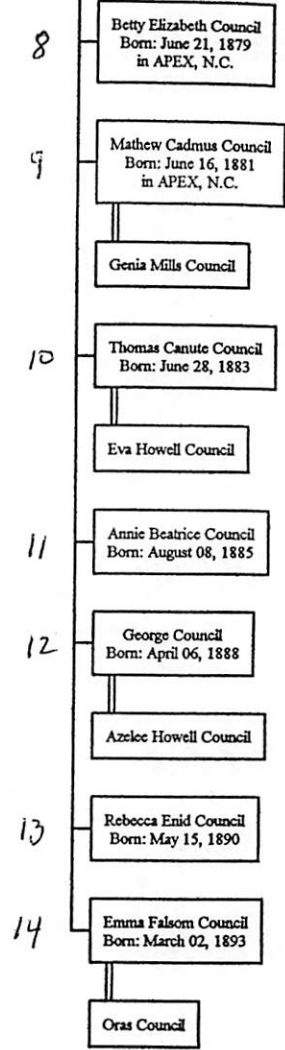 8
Betty Elizabeth Council
Born: June 21, 1879
in APEX, N.C.
9
Mathew Cadmus Council
Born: June 16, 1881
in APEX, N.C.
Genia Mills Council
10
Thomas Canute Council
Born: June 28, 1883
Eva Howell Council
11
Annie Beatrice Council
Born: August 08, 1885
12
George Council
Born: April 06, 1888
Azelee Howell Council
13
Rebecca Enid Council
Born: May 15, 1890
14
Emma Falsom Council
Born: March 02, 1893
Oras Council